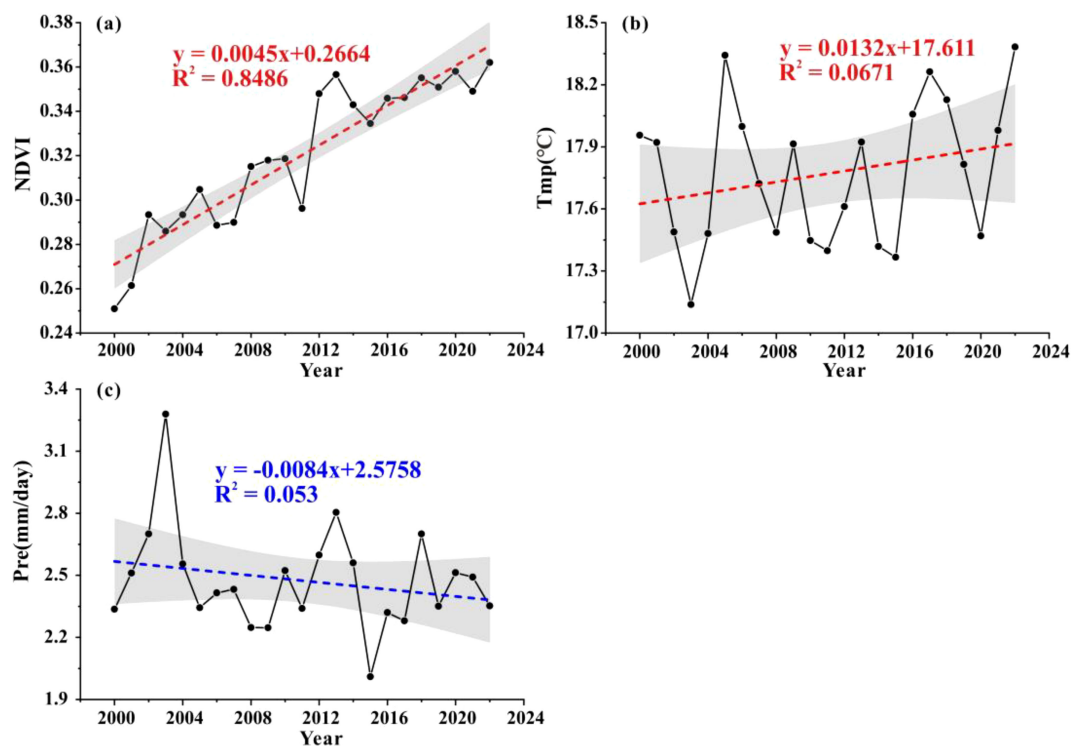 (a)
y = 0.0045x+0.2664
R² = 0.8486
NDVI
0.38
0.36
0.34
0.32
0.30
0.28
0.26
0.24
2000 2004 2008 2012 2016 2020 2024
Year
(b)
y = 0.0132x+17.611
R² = 0.0671
Tmp(°C)
18.5
18.2
17.9
17.6
17.3
17.0
2000 2004 2008 2012 2016 2020 2024
Year
(c)
y = -0.0084x+2.5758
R² = 0.053
Pre(mm/day)
3.4
3.1
2.8
2.5
2.2
1.9
2000 2004 2008 2012 2016 2020 2024
Year